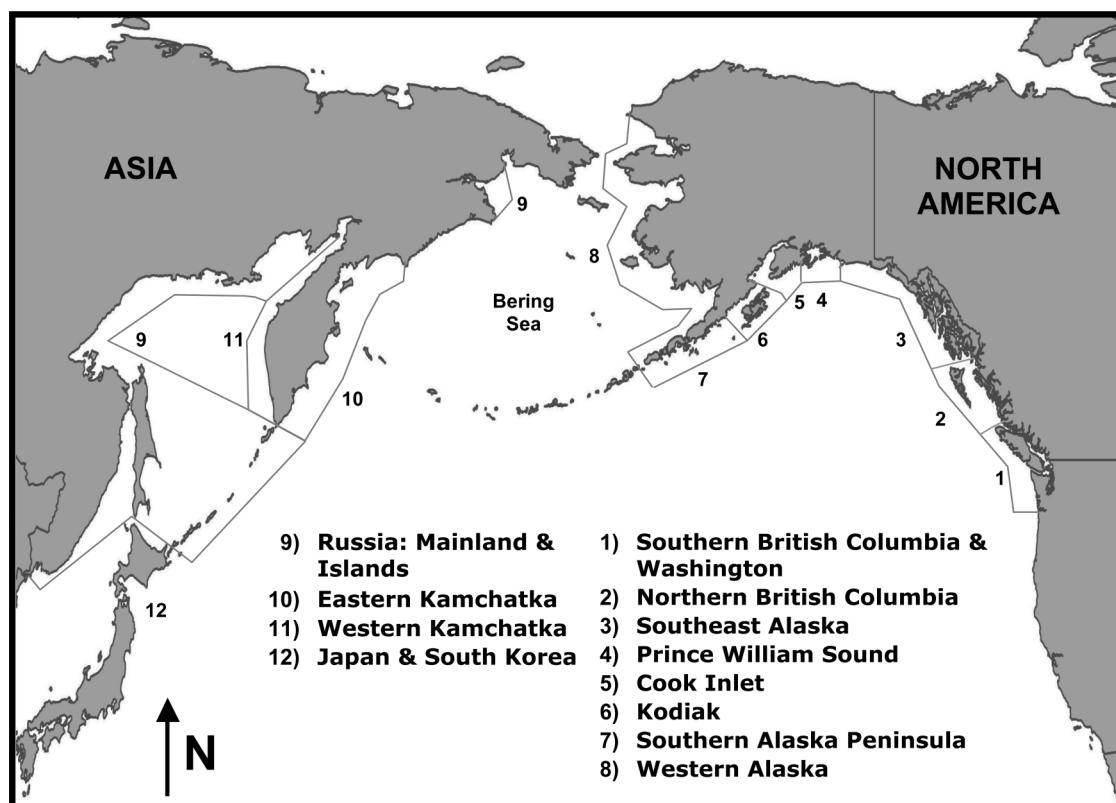 ASIA
NORTH
AMERICA
9
8
Bering
Sea
9
11
5
4
3
6
7
10
2
1
9) Russia: Mainland &
Islands
10) Eastern Kamchatka
11) Western Kamchatka
12) Japan & South Korea
1) Southern British Columbia &
Washington
2) Northern British Columbia
3) Southeast Alaska
4) Prince William Sound
5) Cook Inlet
6) Kodiak
7) Southern Alaska Peninsula
8) Western Alaska
12
N